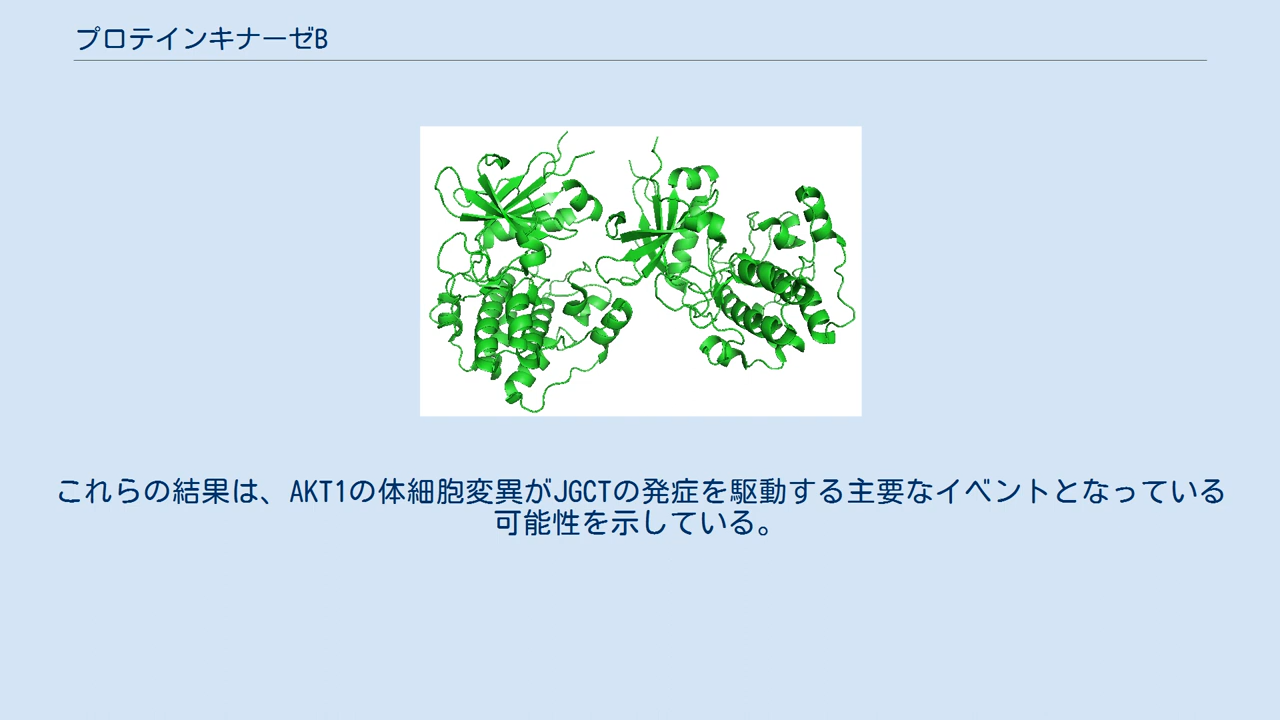 プロテインキナーゼB
これらの結果は、AKT1の体細胞変異がJGCTの発症を駆動する主要なイベントとなっている
可能性を示している。